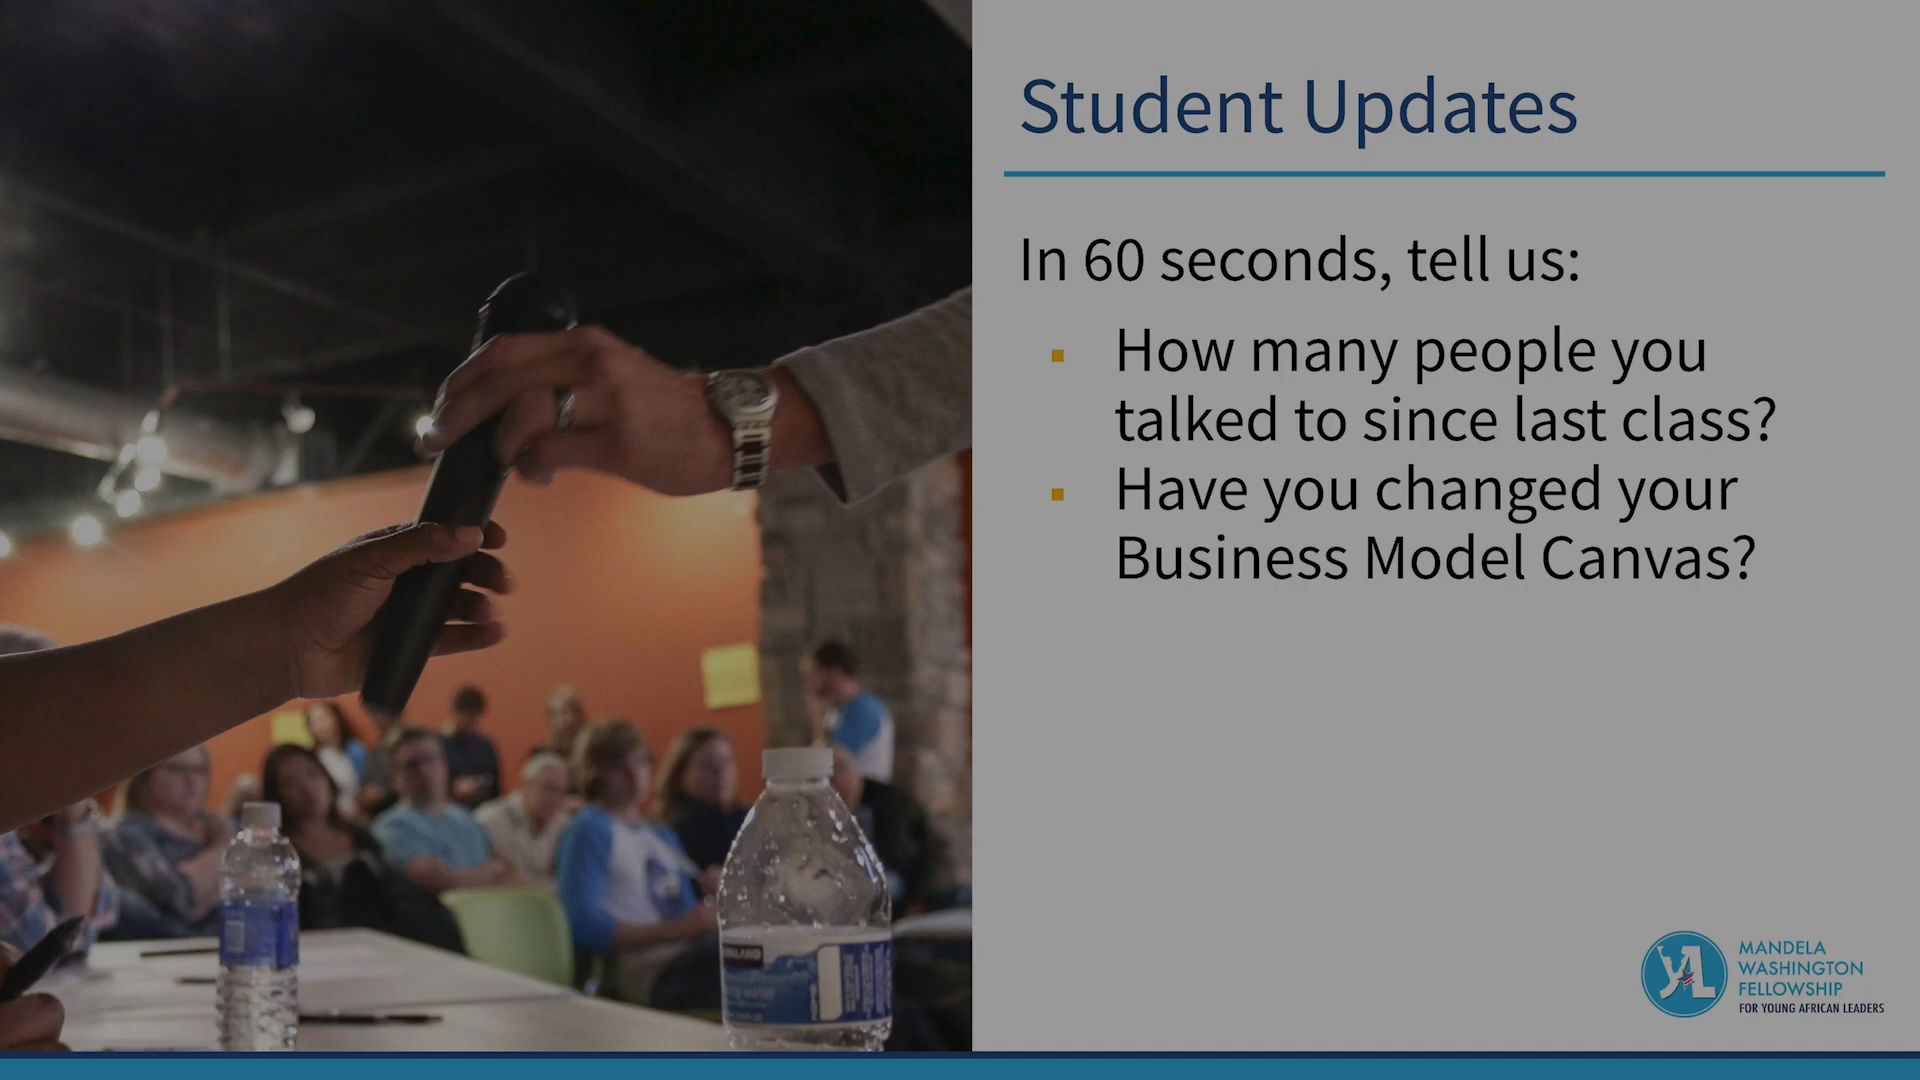 Student Updates
In 60 seconds, tell us:
▪ How many people you
talked to since last class?
▪ Have you changed your
Business Model Canvas?
MANDELA
WASHINGTON
FELLOWSHIP
FOR YOUNG AFRICAN LEADERS